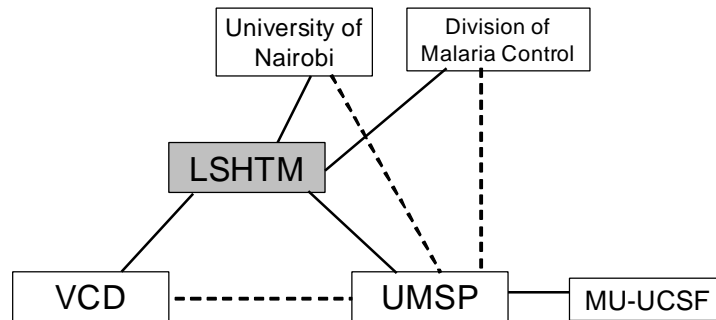 University of
Nairobi
Division of
Malaria Control
LSHTM
VCD
UMSP
MU-UCSF